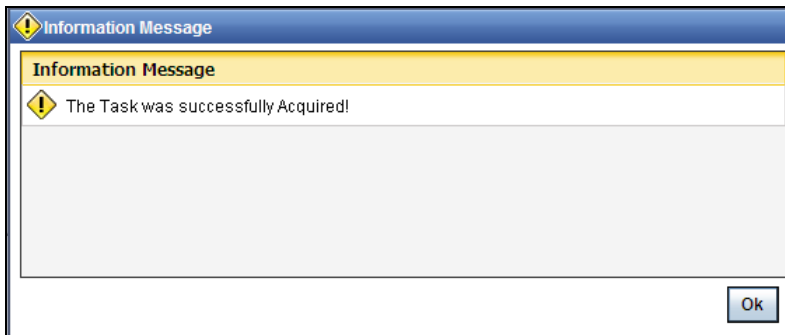 Information Message
Information Message
The Task was successfully Acquired!
Ok